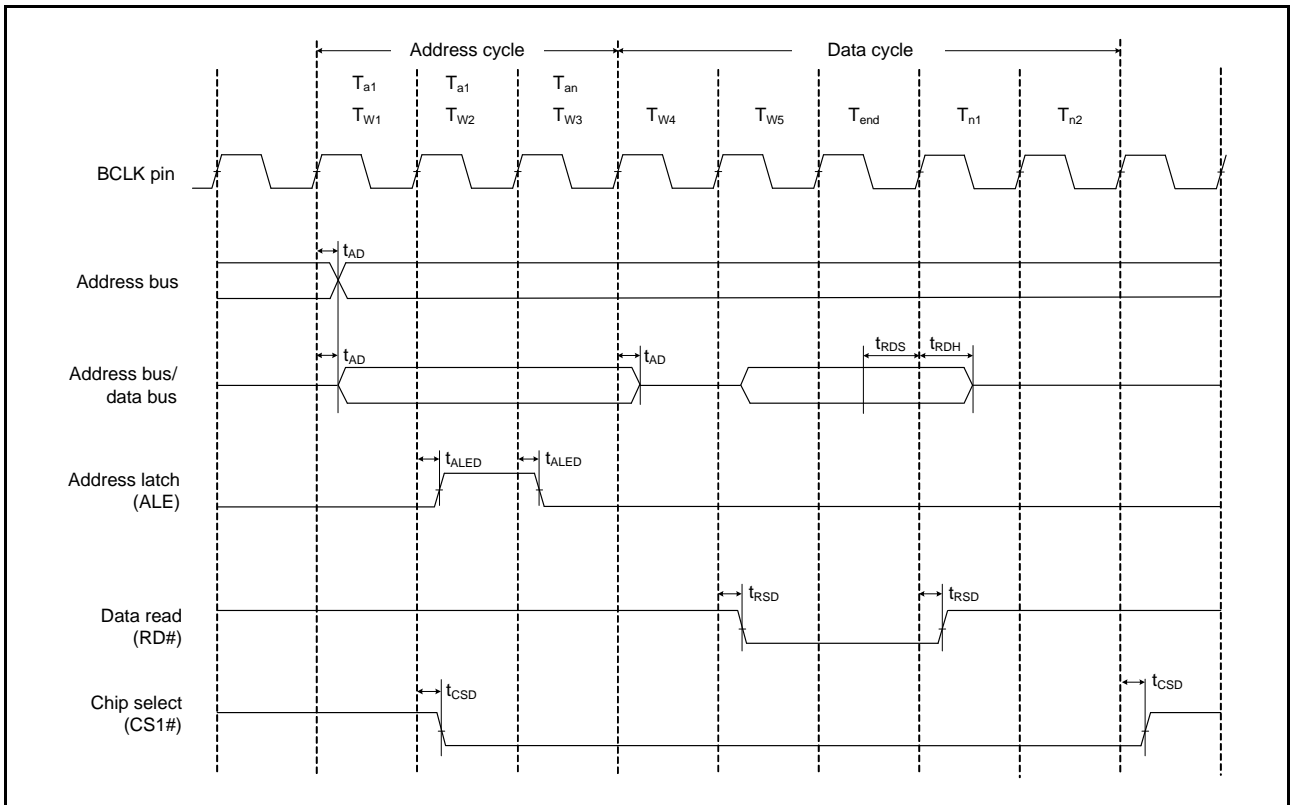 Address cycle Data cycle
Ta1 Ta1 Tan
TW1 TW2 TW3 TW4 TW5 Tend Tn1 Tn2
BCLK pin
tAD
Address bus
tAD tAD tRDS tRDH
Address bus/
data bus
tALED tALED
Address latch
(ALE)
tRSD tRSD
Data read
(RD#)
tCSD tCSD
Chip select
(CS1#)